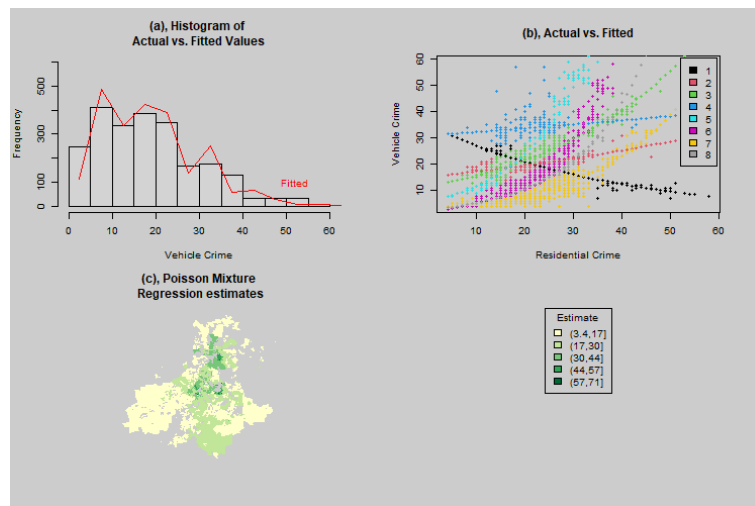 (a), Histogram of
Actual vs. Fitted Values
Frequency
0 100 300 500
Fitted
0 10 20 30 40 50 60
Vehicle Crime
(b), Actual vs. Fitted
Vehicle Crime
10 20 30 40 50 60
1
2
3
4
5
6
7
8
10 20 30 40 50 60
Residential Crime
(c), Poisson Mixture
Regression estimates
Estimate
(3.4,17]
(17,30]
(30,44]
(44,57]
(57,71]